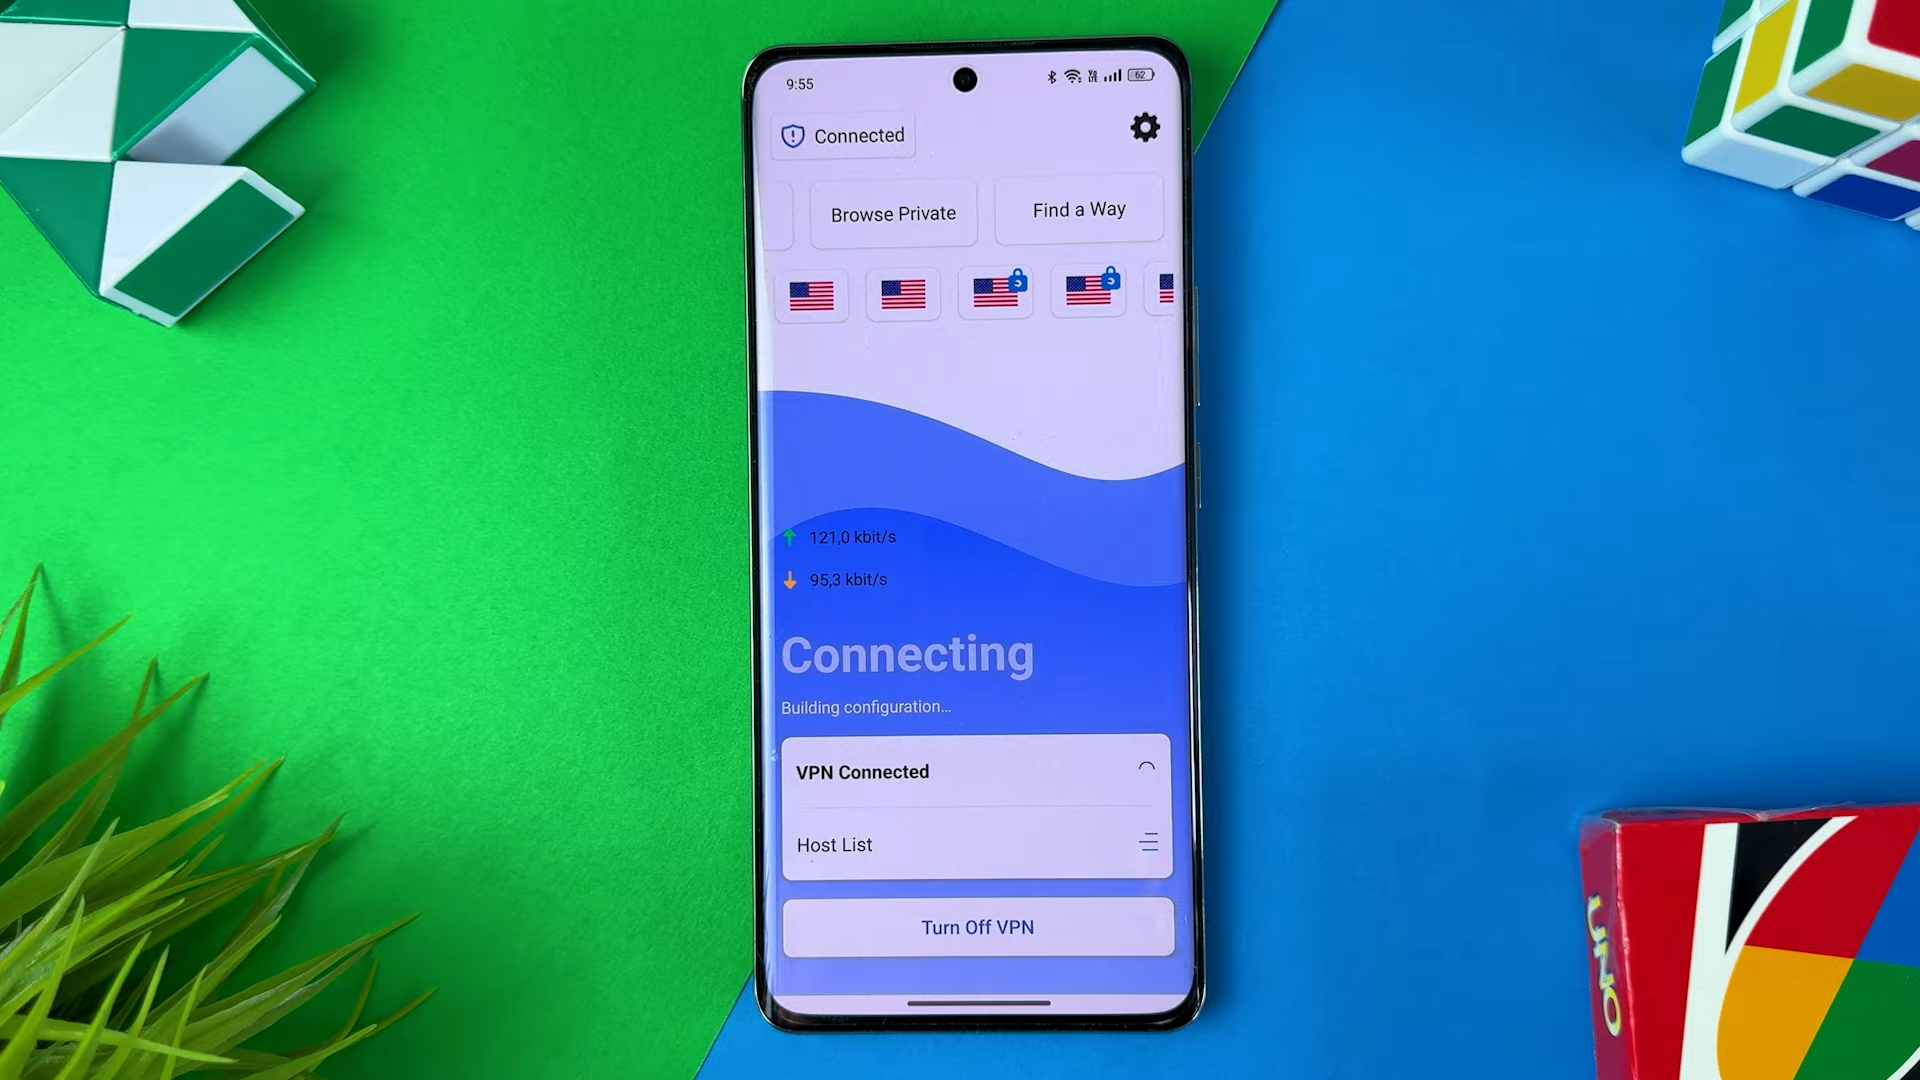 9:55
62
Connected
Browse Private
Find a Way
121,0 kbit/s
95,3 kbit/s
Connecting
Building configuration...
VPN Connected
Host List
Turn Off VPN
UNO